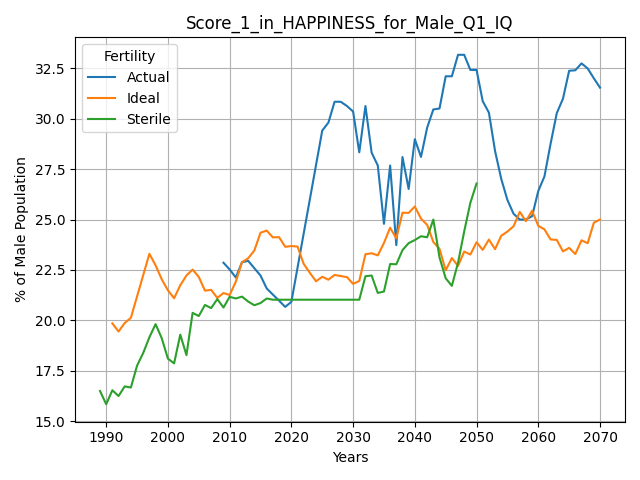 Score_1_in_HAPPINESS_for_Male_Q1_IQ
Fertility
Actual
Ideal
Sterile
% of Male Population
32.5
30.0
27.5
25.0
22.5
20.0
17.5
15.0
1990 2000 2010 2020 2030 2040 2050 2060 2070
Years